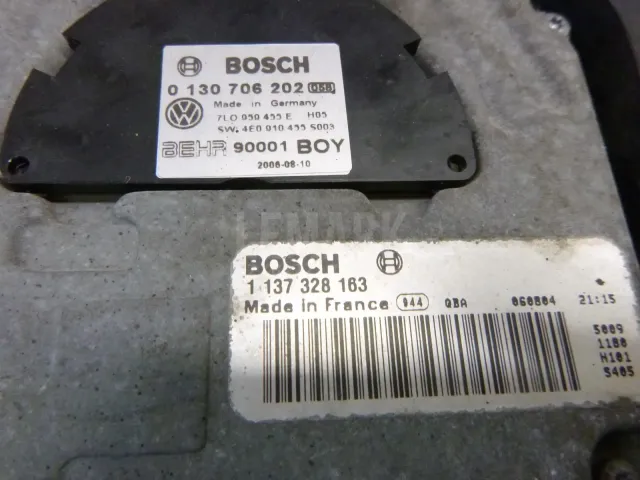 BOSCH
0 130 706 202 05B
Made in Germany
7L0 959 455 E H05
SW. 4E0 910 455 S003
BEHR 90001 BOY
2006-08-10
LEMARK
BOSCH
1 137 328 163
Made in France 944 QBA 060804 21:15
5009
1180
H101
S405